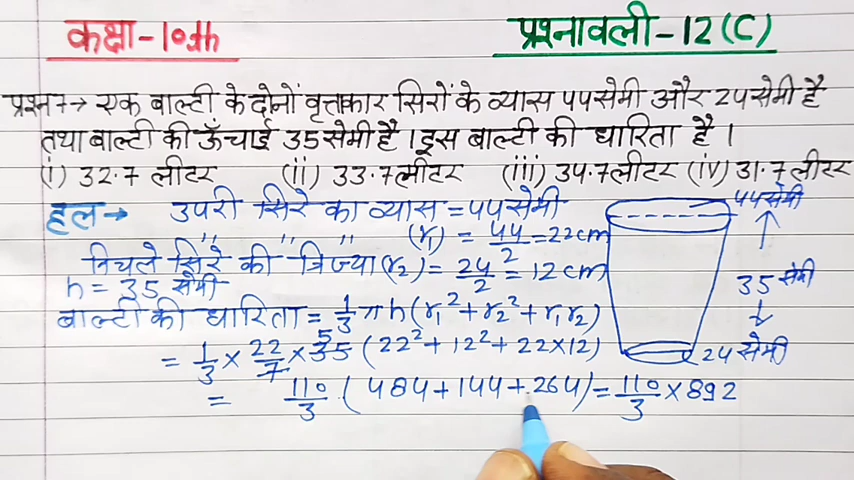 कक्षा-10th
प्रश्नावली-12(C)
प्रश्न 7→ एक बाल्टी के दोनों वृत्ताकार सिरों के व्यास 44 सेमी और 24 सेमी है
तथा बाल्टी की ऊँचाई 35 सेमी है। इस बाल्टी की धारिता है।
(i) 32.7 लीटर (ii) 33.7 लीटर (iii) 34.7 लीटर (iv) 31.7 लीटर
हल→ उपरी सिरे का व्यास = 44 सेमी
" " " (r₁) = 44/2 = 22 cm
निचले सिरे की त्रिज्या (r₂) = 24/2 = 12 cm
h = 35 सेमी
बाल्टी की धारिता = 1/3 πh (r₁² + r₂² + r₁r₂)
= 1/3 × 22/7 × 35 5 (22² + 12² + 22×12)
= 110/3 (484 + 144 + 264) = 110/3 × 892
44 सेमी
35 सेमी
24 सेमी